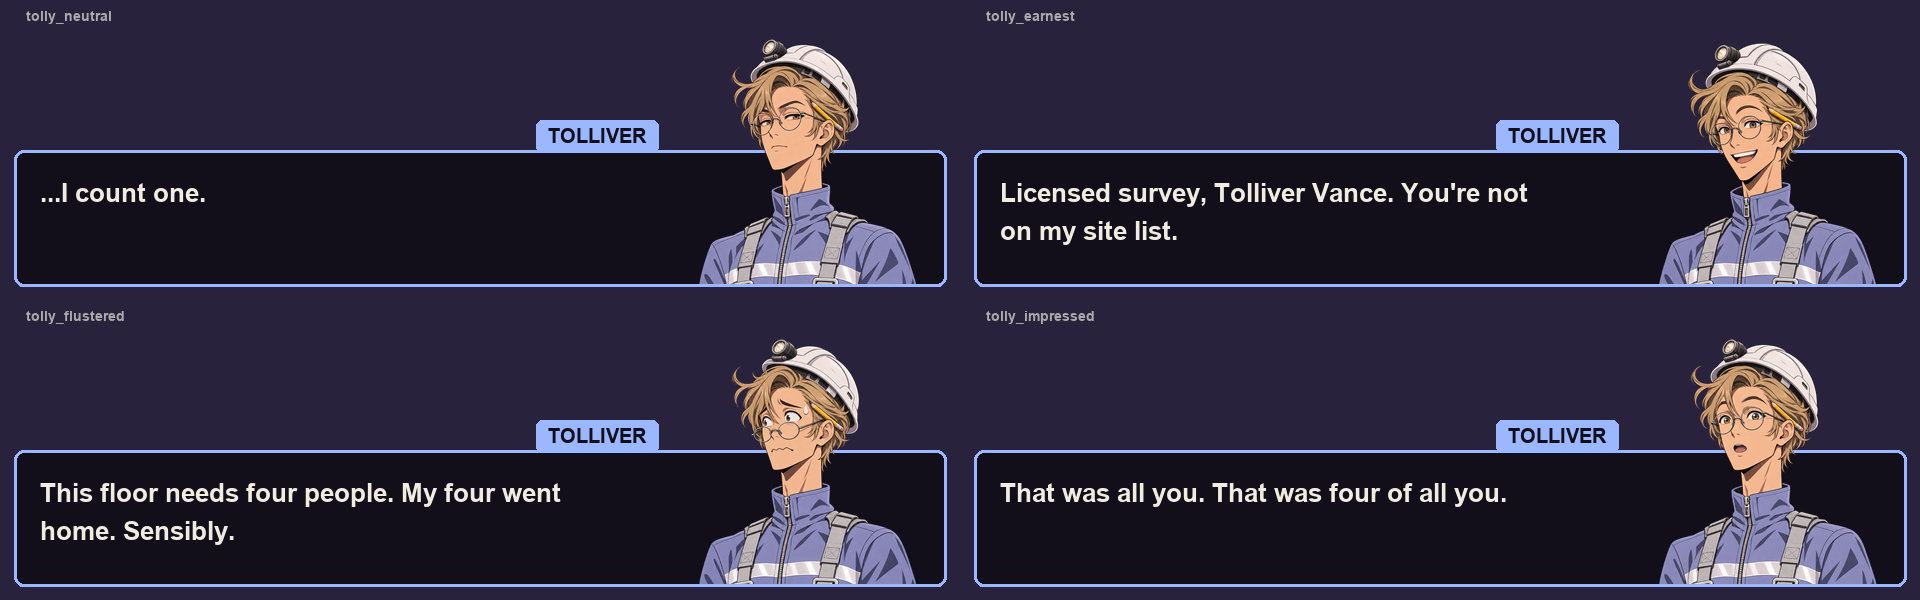 tolly_neutral
TOLLIVER
...I count one.
tolly_earnest
TOLLIVER
Licensed survey, Tolliver Vance. You're not
on my site list.
tolly_flustered
TOLLIVER
This floor needs four people. My four went
home. Sensibly.
tolly_impressed
TOLLIVER
That was all you. That was four of all you.